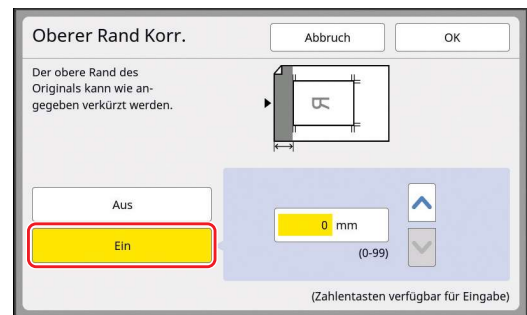 Oberer Rand Korr.
Abbruch
OK
Der obere Rand des
Originals kann wie an-
gegeben verkürzt werden.
R
Aus
Ein
0 mm
(0-99)
(Zahlentasten verfügbar für Eingabe)